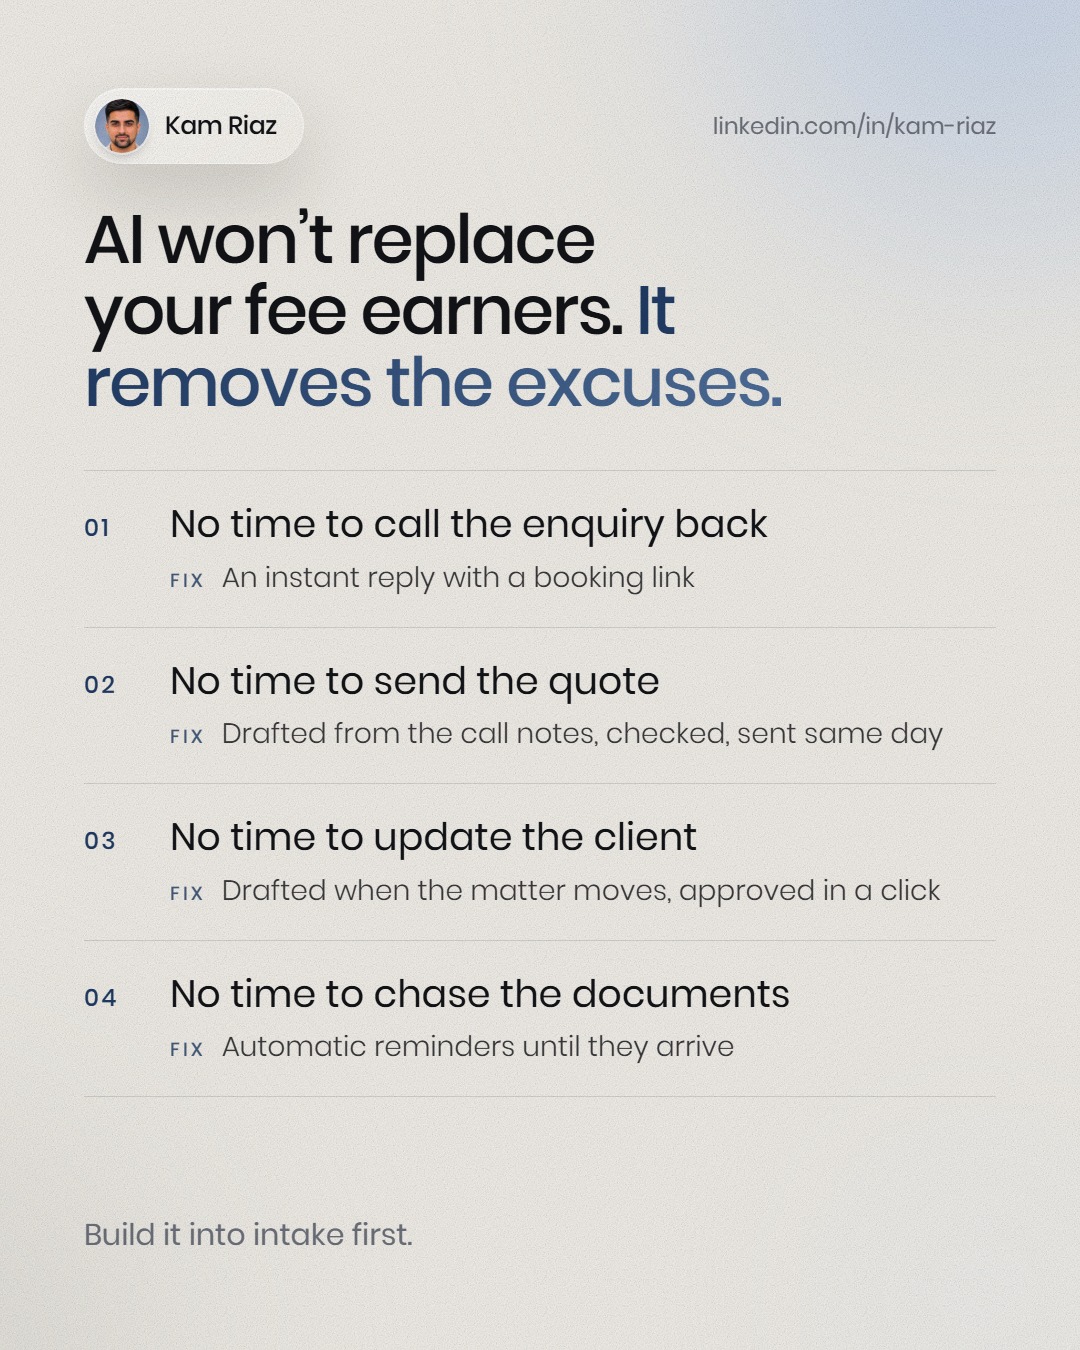 Kam Riaz
linkedin.com/in/kam-riaz
AI won’t replace
your fee earners. It
removes the excuses.
01 No time to call the enquiry back
FIX An instant reply with a booking link
02 No time to send the quote
FIX Drafted from the call notes, checked, sent same day
03 No time to update the client
FIX Drafted when the matter moves, approved in a click
04 No time to chase the documents
FIX Automatic reminders until they arrive
Build it into intake first.